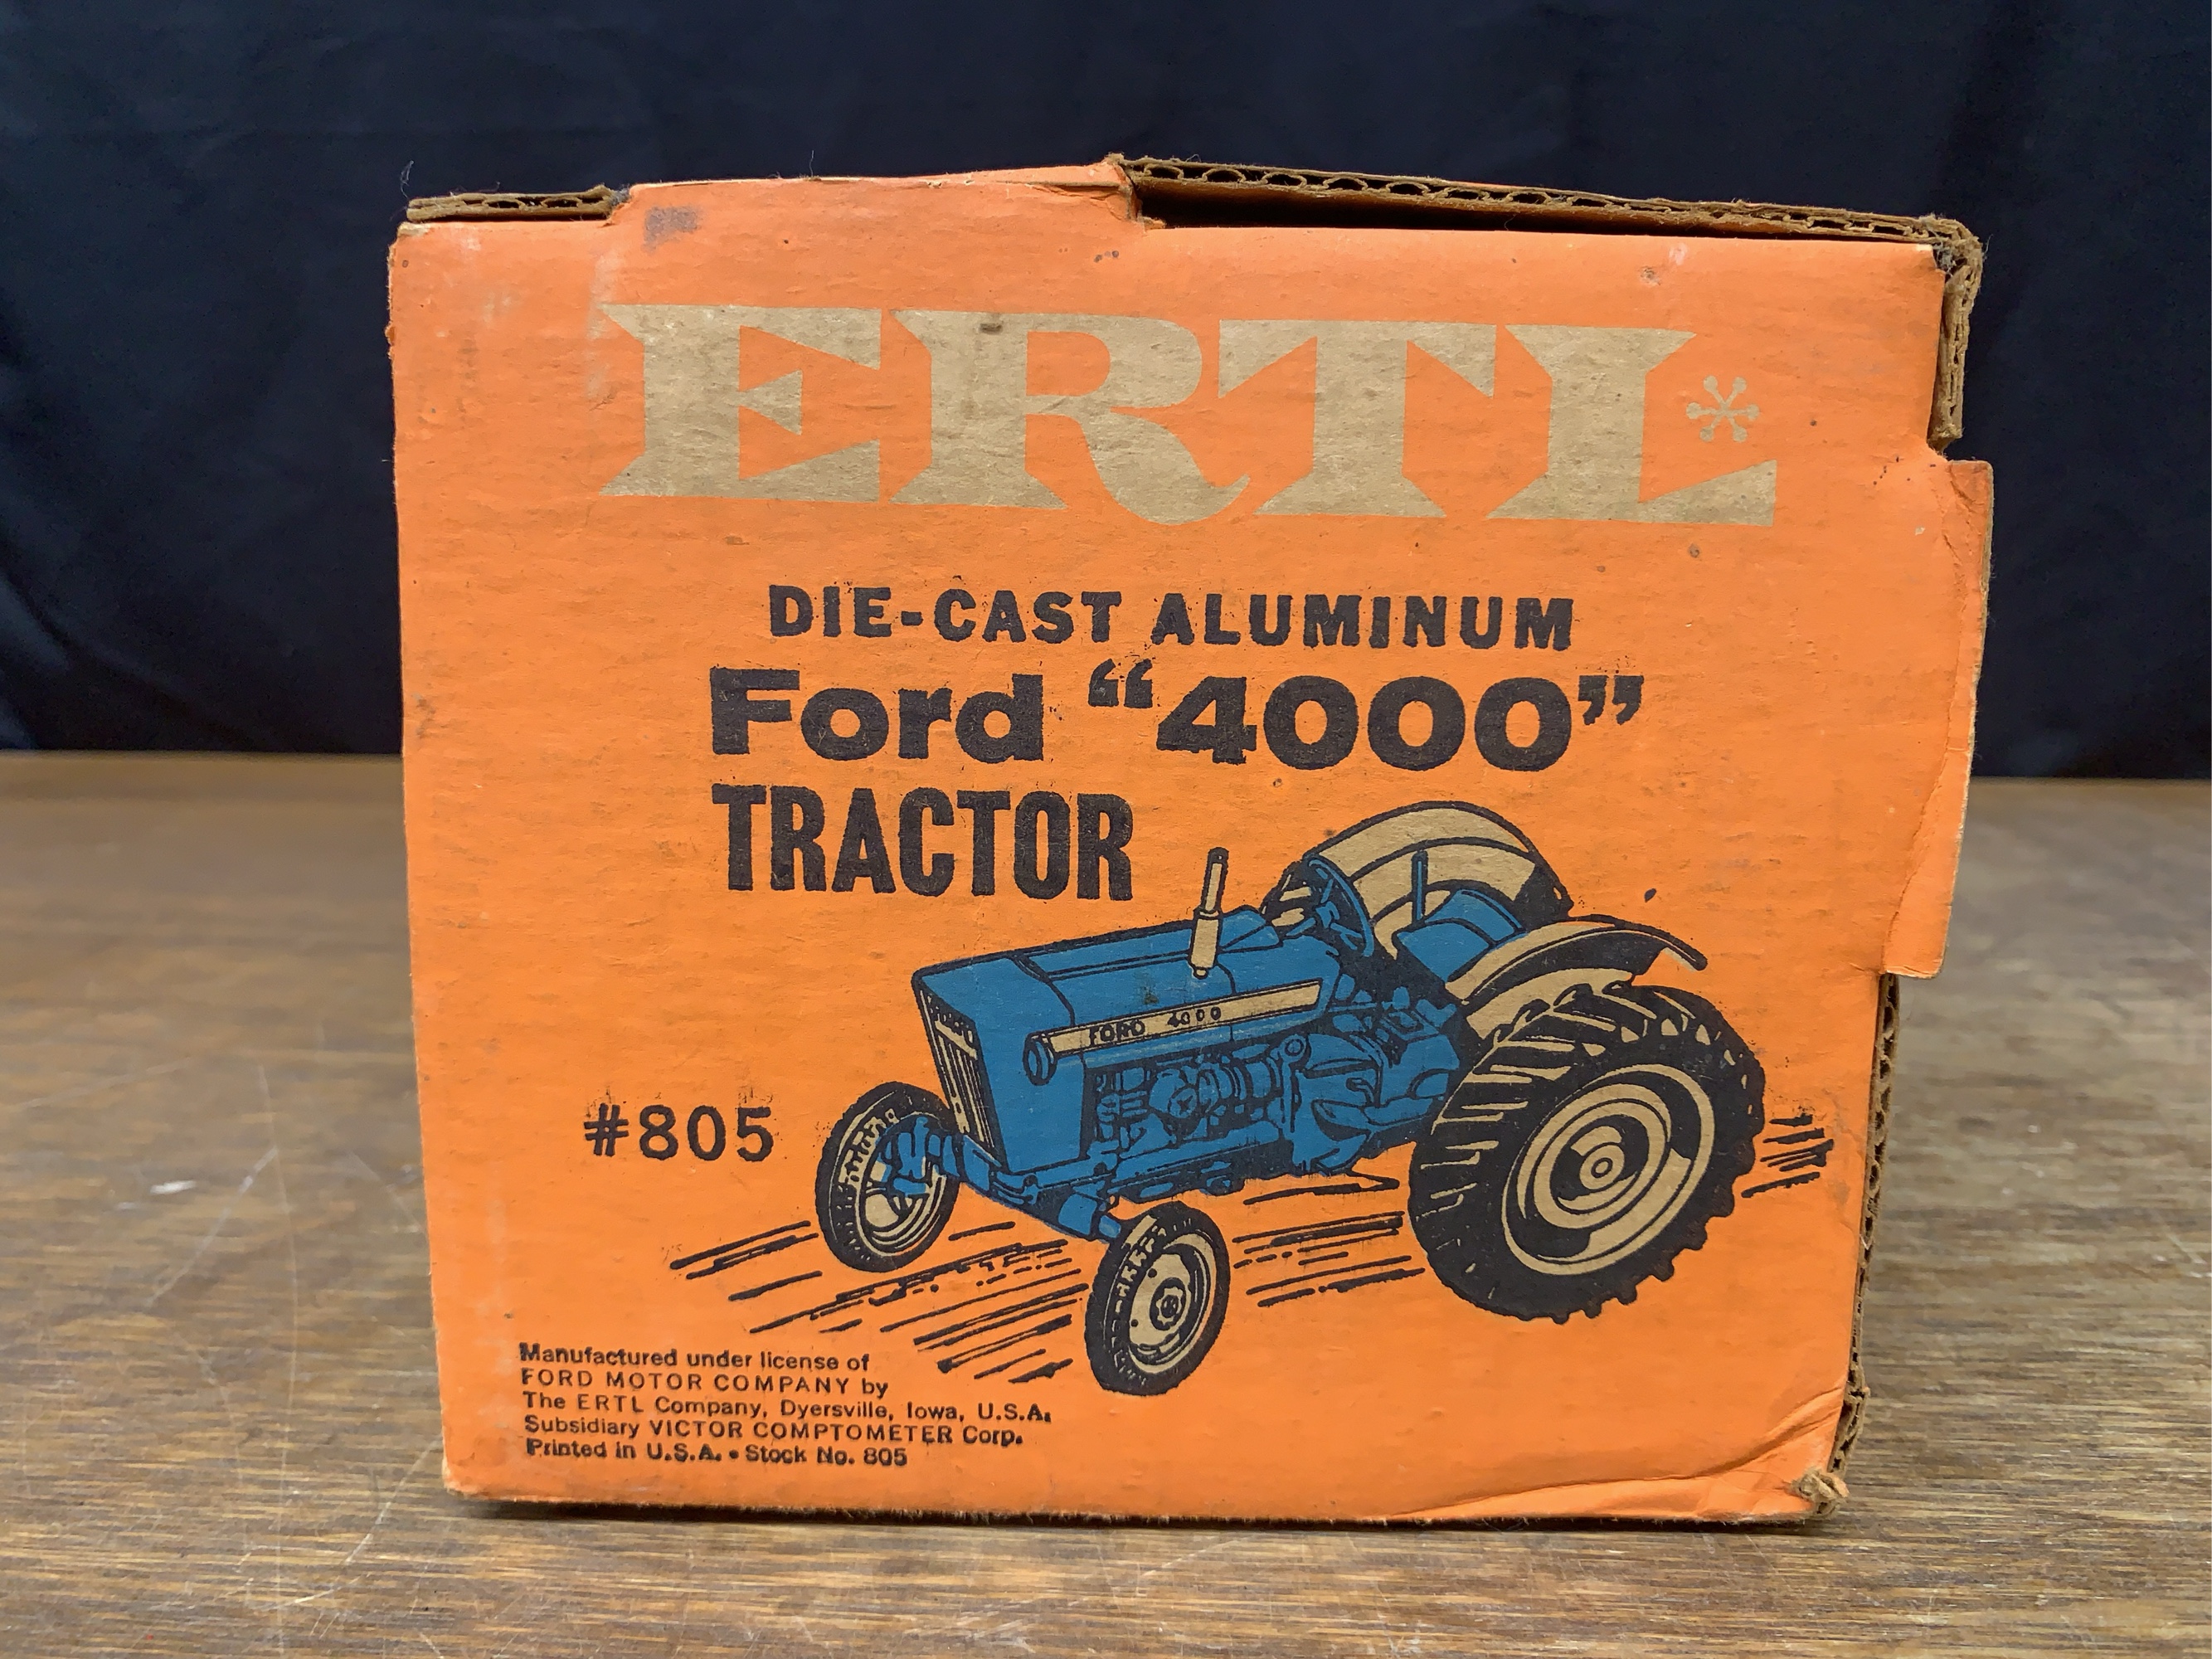 ERTL*
DIE-CAST ALUMINUM
Ford “4000”
TRACTOR
FORD 4000
#805
Manufactured under license of
FORD MOTOR COMPANY by
The ERTL Company, Dyersville, Iowa, U.S.A.
Subsidiary VICTOR COMPTOMETER Corp.
Printed in U.S.A. • Stock No. 805